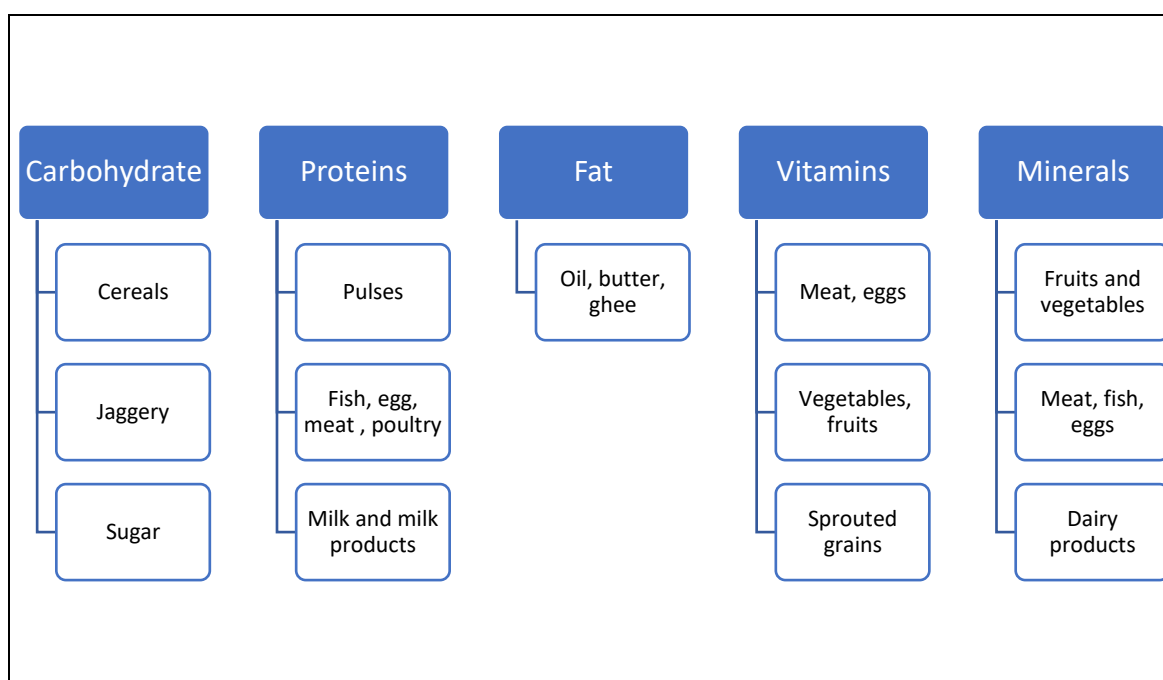 Carbohydrate
Cereals
Jaggery
Sugar
Proteins
Pulses
Fish, egg,
meat , poultry
Milk and milk
products
Fat
Oil, butter,
ghee
Vitamins
Meat, eggs
Vegetables,
fruits
Sprouted
grains
Minerals
Fruits and
vegetables
Meat, fish,
eggs
Dairy
products